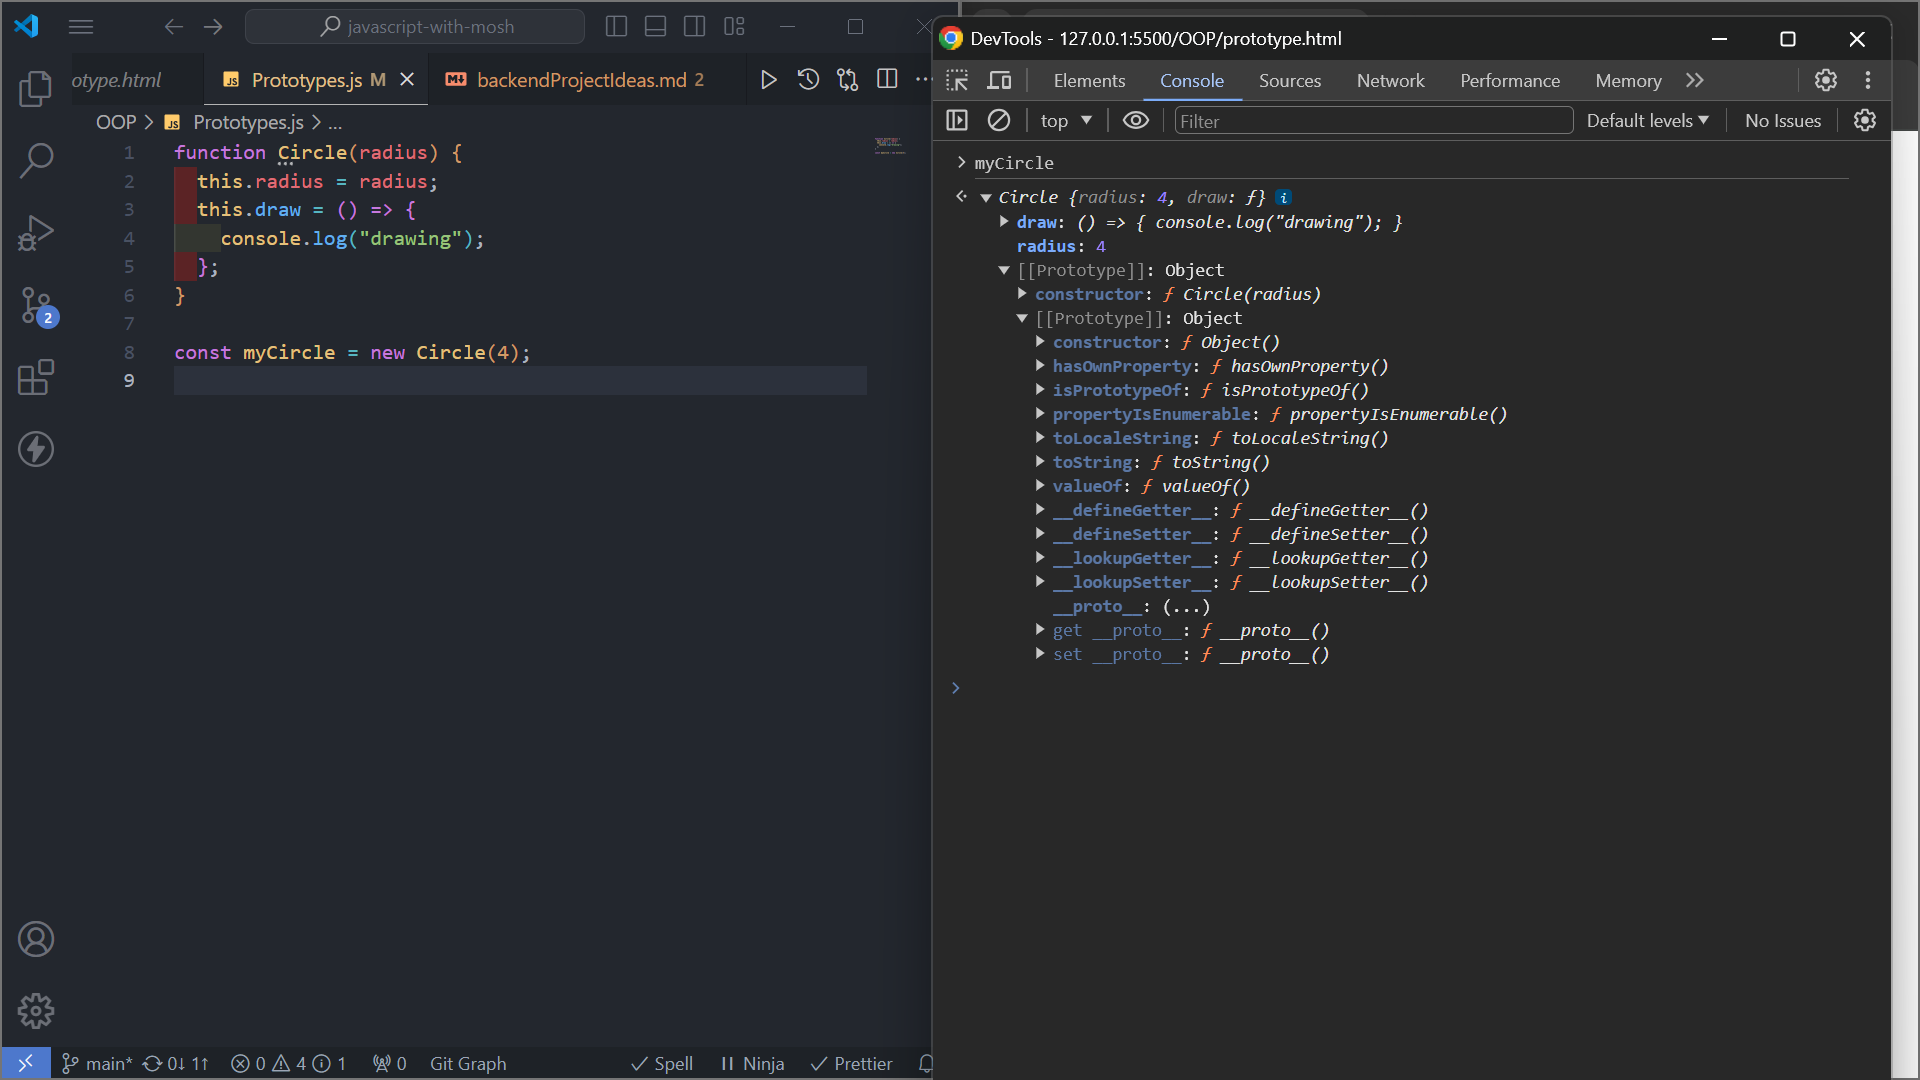 javascript-with-mosh
otype.html
Prototypes.js M
backendProjectIdeas.md 2
OOP > Prototypes.js > ...
1 function Circle(radius) {
2 this.radius = radius;
3 this.draw = () => {
4 console.log("drawing");
5 };
6 }
7
8 const myCircle = new Circle(4);
9
2
main* 0↓ 1↑ 0 4 1 0 Git Graph Spell Ninja Prettier
DevTools - 127.0.0.1:5500/OOP/prototype.html
Elements Console Sources Network Performance Memory
top Filter Default levels No Issues
> myCircle
Circle {radius: 4, draw: ƒ} i
draw: () => { console.log("drawing"); }
radius: 4
[[Prototype]]: Object
constructor: ƒ Circle(radius)
[[Prototype]]: Object
constructor: ƒ Object()
hasOwnProperty: ƒ hasOwnProperty()
isPrototypeOf: ƒ isPrototypeOf()
propertyIsEnumerable: ƒ propertyIsEnumerable()
toLocaleString: ƒ toLocaleString()
toString: ƒ toString()
valueOf: ƒ valueOf()
__defineGetter__: ƒ __defineGetter__()
__defineSetter__: ƒ __defineSetter__()
__lookupGetter__: ƒ __lookupGetter__()
__lookupSetter__: ƒ __lookupSetter__()
__proto__: (...)
get __proto__: ƒ __proto__()
set __proto__: ƒ __proto__()
>